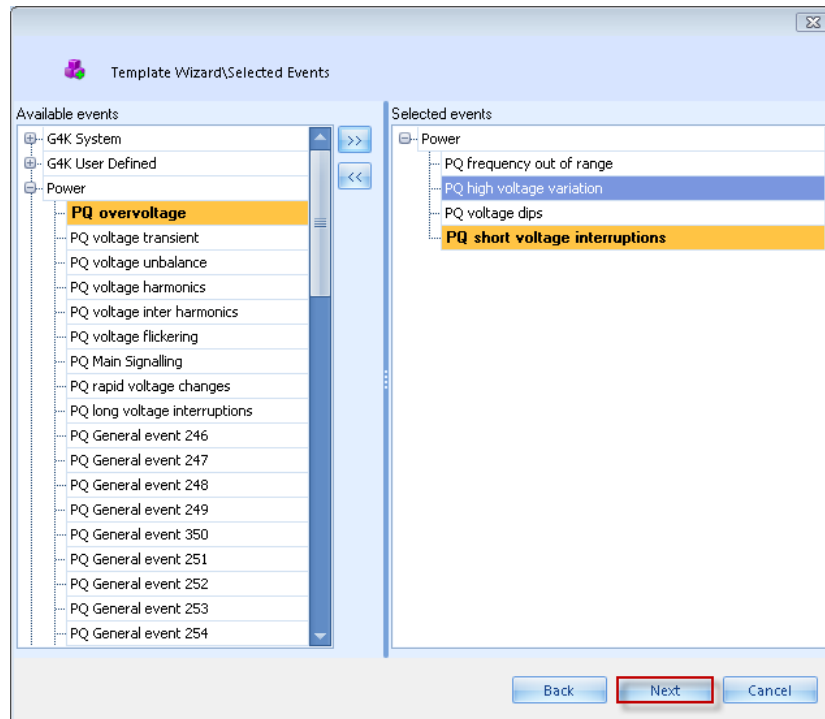 Template Wizard\Selected Events
Available events
G4K System
G4K User Defined
Power
PQ overvoltage
PQ voltage transient
PQ voltage unbalance
PQ voltage harmonics
PQ voltage inter harmonics
PQ voltage flickering
PQ Main Signalling
PQ rapid voltage changes
PQ long voltage interruptions
PQ General event 246
PQ General event 247
PQ General event 248
PQ General event 249
PQ General event 350
PQ General event 251
PQ General event 252
PQ General event 253
PQ General event 254
>>
<<
Selected events
Power
PQ frequency out of range
PQ high voltage variation
PQ voltage dips
PQ short voltage interruptions
Back Next Cancel